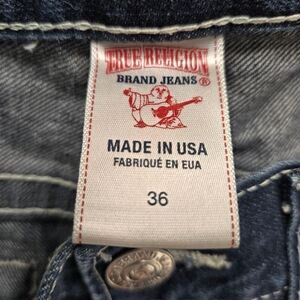 TRUE RELIGION
BRAND JEANS®
MADE IN USA
FABRIQUÉ EN EUA
36